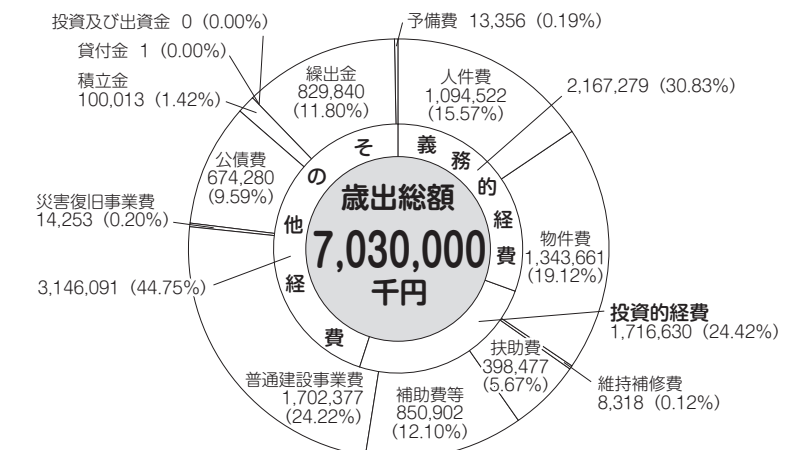 投資及び出資金 0 (0.00%)
貸付金 1 (0.00%)
積立金
100,013 (1.42%)
繰出金
829,840
(11.80%)
予備費 13,356 (0.19%)
人件費
1,094,522
(15.57%)
2,167,279 (30.83%)
公債費
674,280
(9.59%)
災害復旧事業費
14,253 (0.20%)
3,146,091 (44.75%)
その他経費
義務的経費
歳出総額
7,030,000
千円
物件費
1,343,661
(19.12%)
投資的経費
1,716,630 (24.42%)
維持補修費
8,318 (0.12%)
扶助費
398,477
(5.67%)
補助費等
850,902
(12.10%)
普通建設事業費
1,702,377
(24.22%)